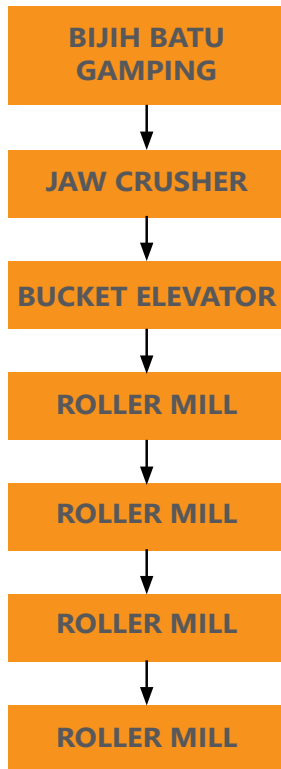 BIJIH BATU
GAMPING
JAW CRUSHER
BUCKET ELEVATOR
ROLLER MILL
ROLLER MILL
ROLLER MILL
ROLLER MILL